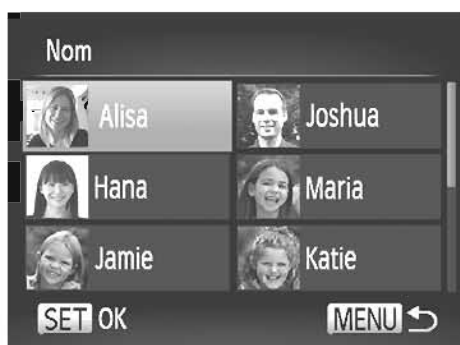 Nom
Alisa
Joshua
Hana
Maria
Jamie
Katie
SET OK
MENU